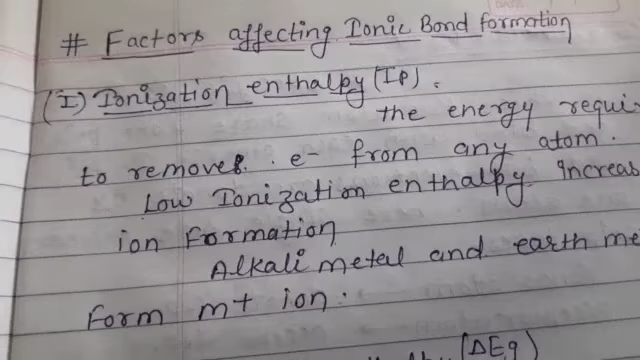 # Factors affecting Ionic Bond formation
(I) Ionization enthalpy (IP).
the energy requi
to removes. e- from any atom.
Low Ionization enthalpy increas
ion formation
Alkali metal and earth me
form m+ ion.
(ΔEg)